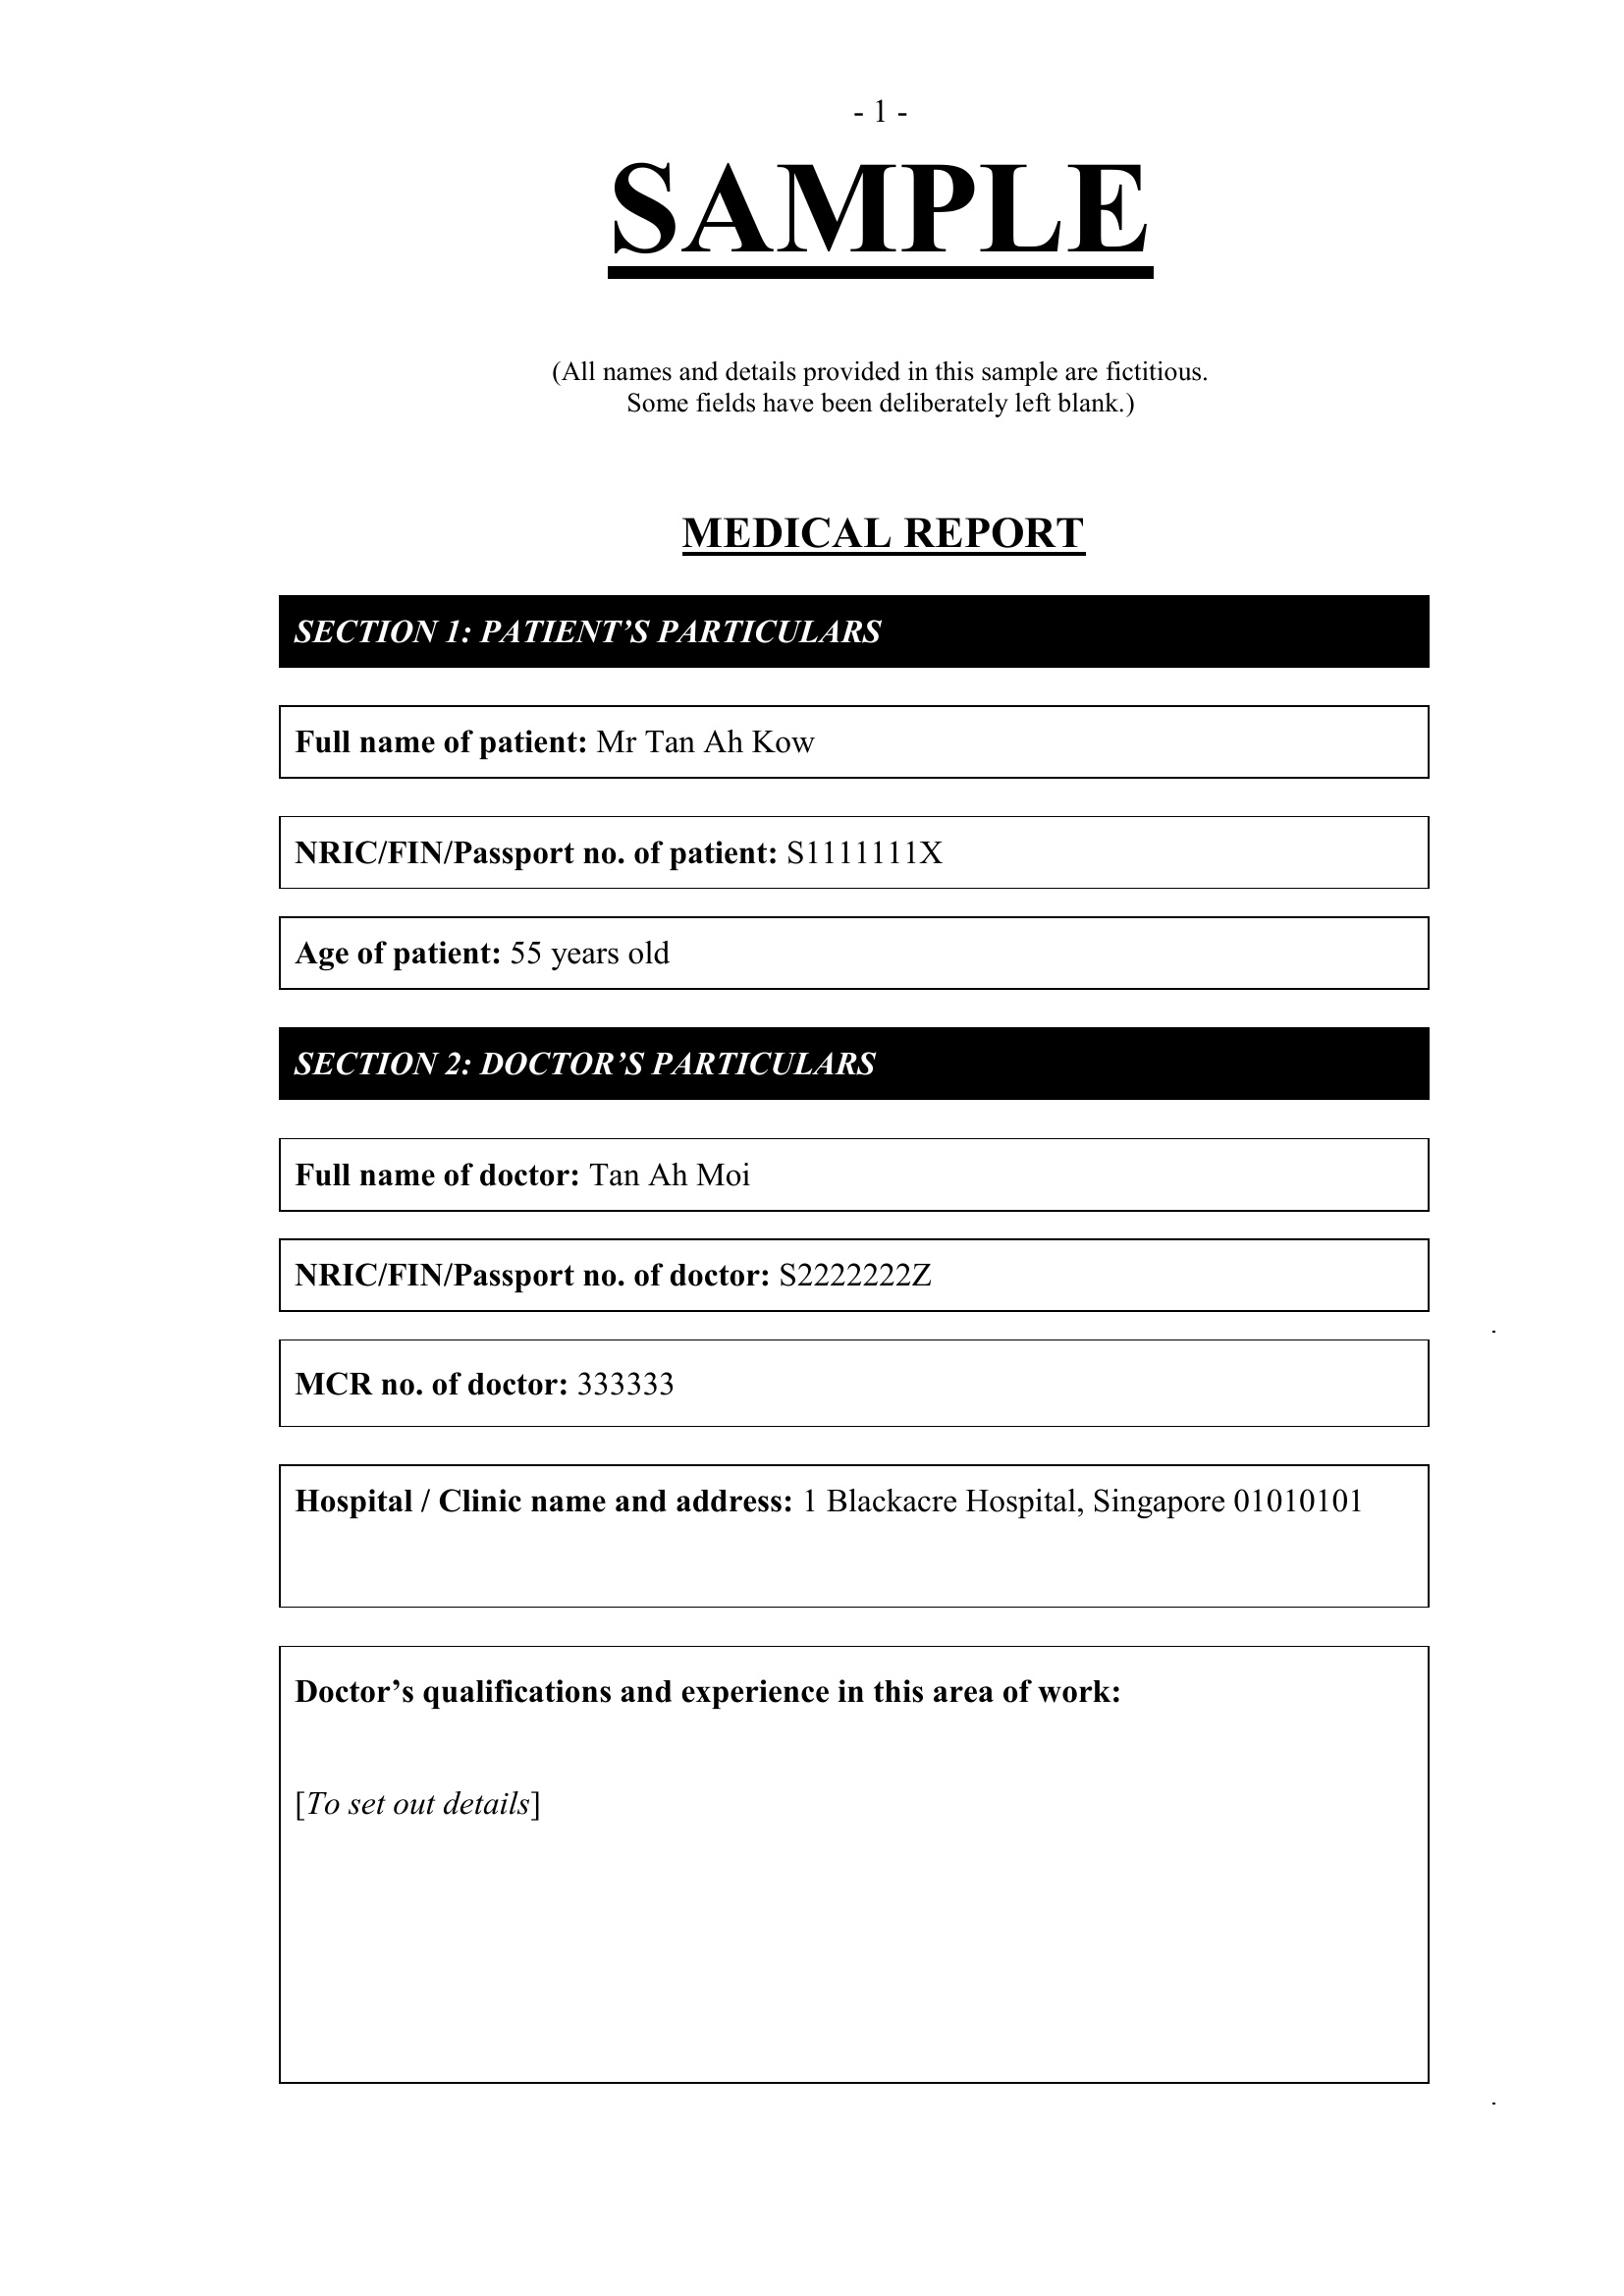 - 1 -
SAMPLE
(All names and details provided in this sample are fictitious.
Some fields have been deliberately left blank.)
MEDICAL REPORT
SECTION 1: PATIENT’S PARTICULARS
Full name of patient: Mr Tan Ah Kow
NRIC/FIN/Passport no. of patient: S1111111X
Age of patient: 55 years old
SECTION 2: DOCTOR’S PARTICULARS
Full name of doctor: Tan Ah Moi
NRIC/FIN/Passport no. of doctor: S2222222Z
MCR no. of doctor: 333333
Hospital / Clinic name and address: 1 Blackacre Hospital, Singapore 01010101
Doctor’s qualifications and experience in this area of work:
[To set out details]